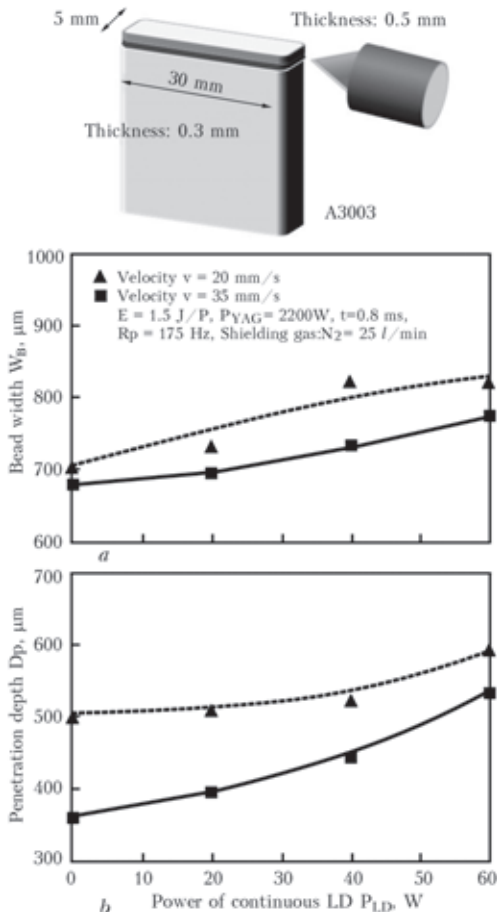 5 mm
Thickness: 0.5 mm
30 mm
Thickness: 0.3 mm
A3003
1000
▲ Velocity v = 20 mm/s
■ Velocity v = 35 mm/s
E = 1.5 J/P, PYAG= 2200W, t=0.8 ms,
Rp = 175 Hz, Shielding gas:N2= 25 l/min
900
800
700
600
Bead width WB, µm
a
700
600
500
400
300
Penetration depth Dp, µm
0 10 20 30 40 50 60
b Power of continuous LD PLD, W